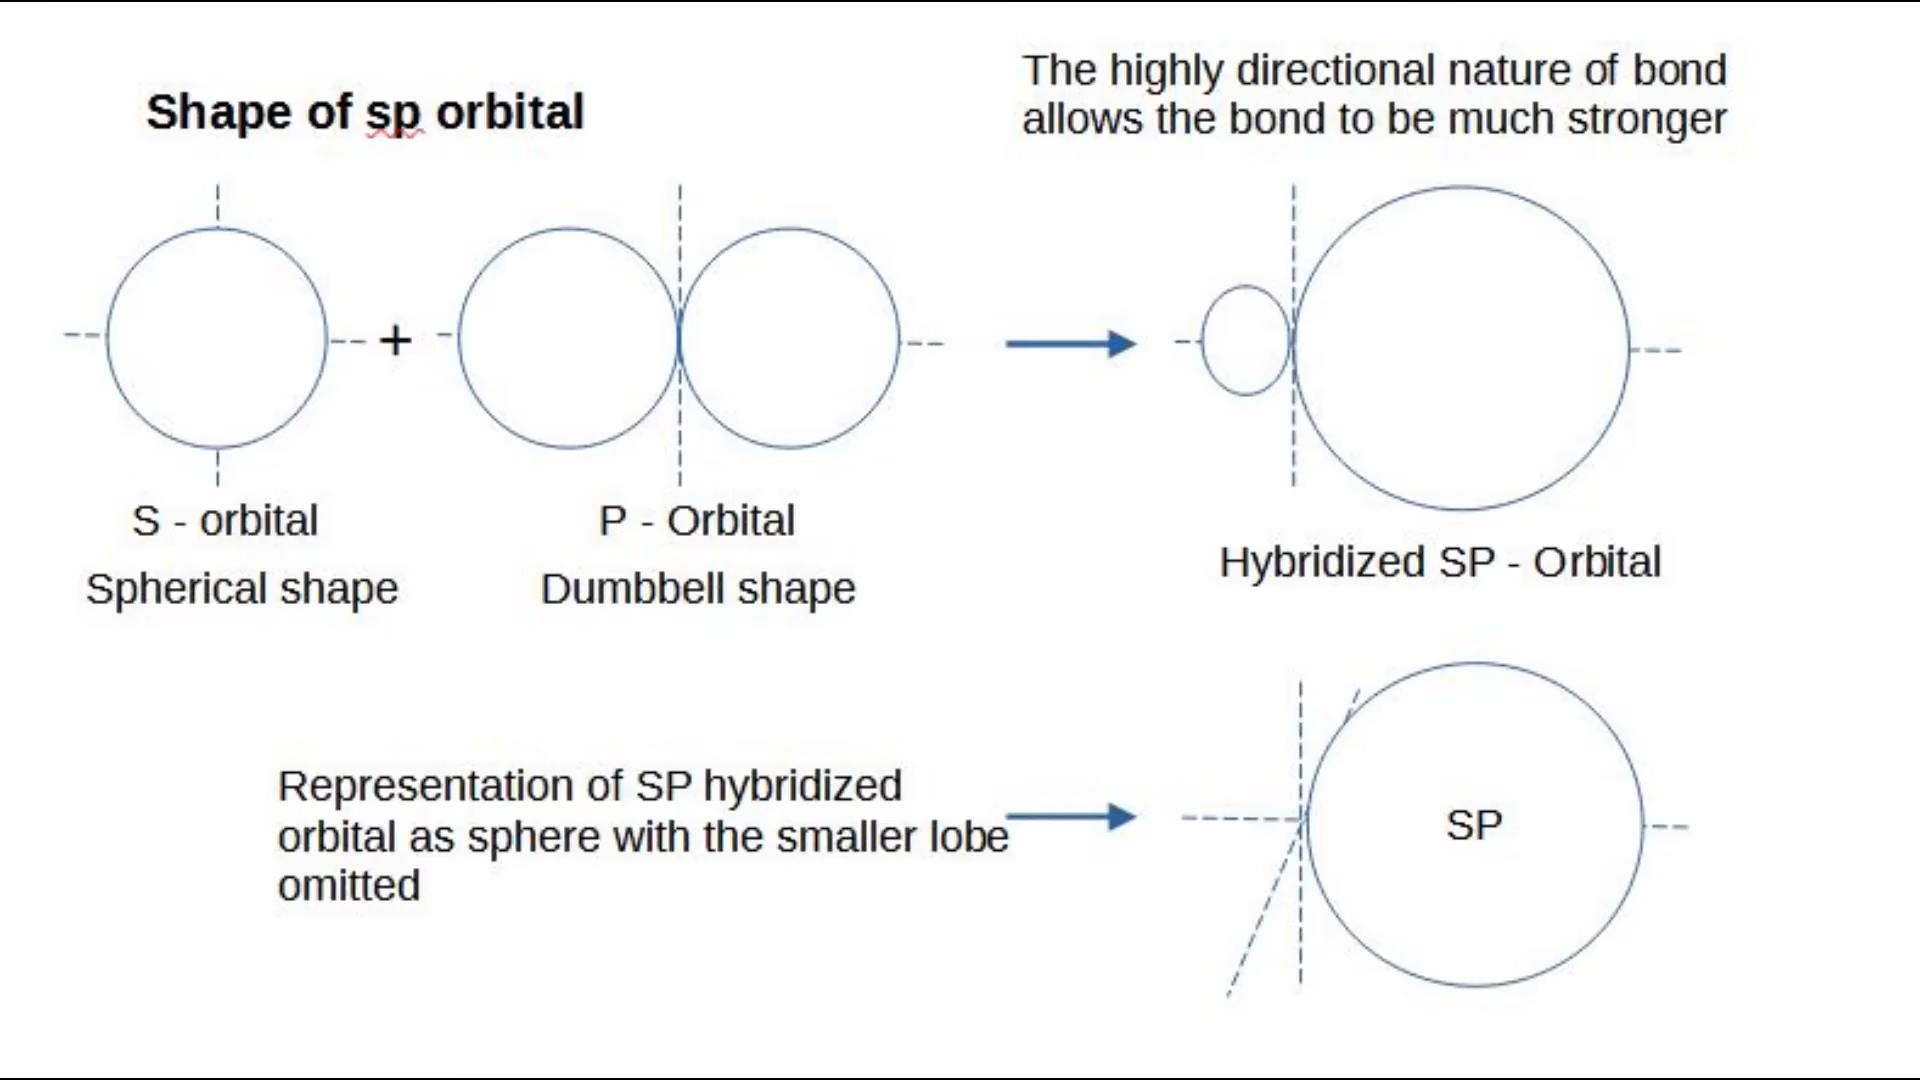 Shape of sp orbital
The highly directional nature of bond
allows the bond to be much stronger
+
S - orbital
Spherical shape
P - Orbital
Dumbbell shape
Hybridized SP - Orbital
Representation of SP hybridized
orbital as sphere with the smaller lobe
omitted
SP